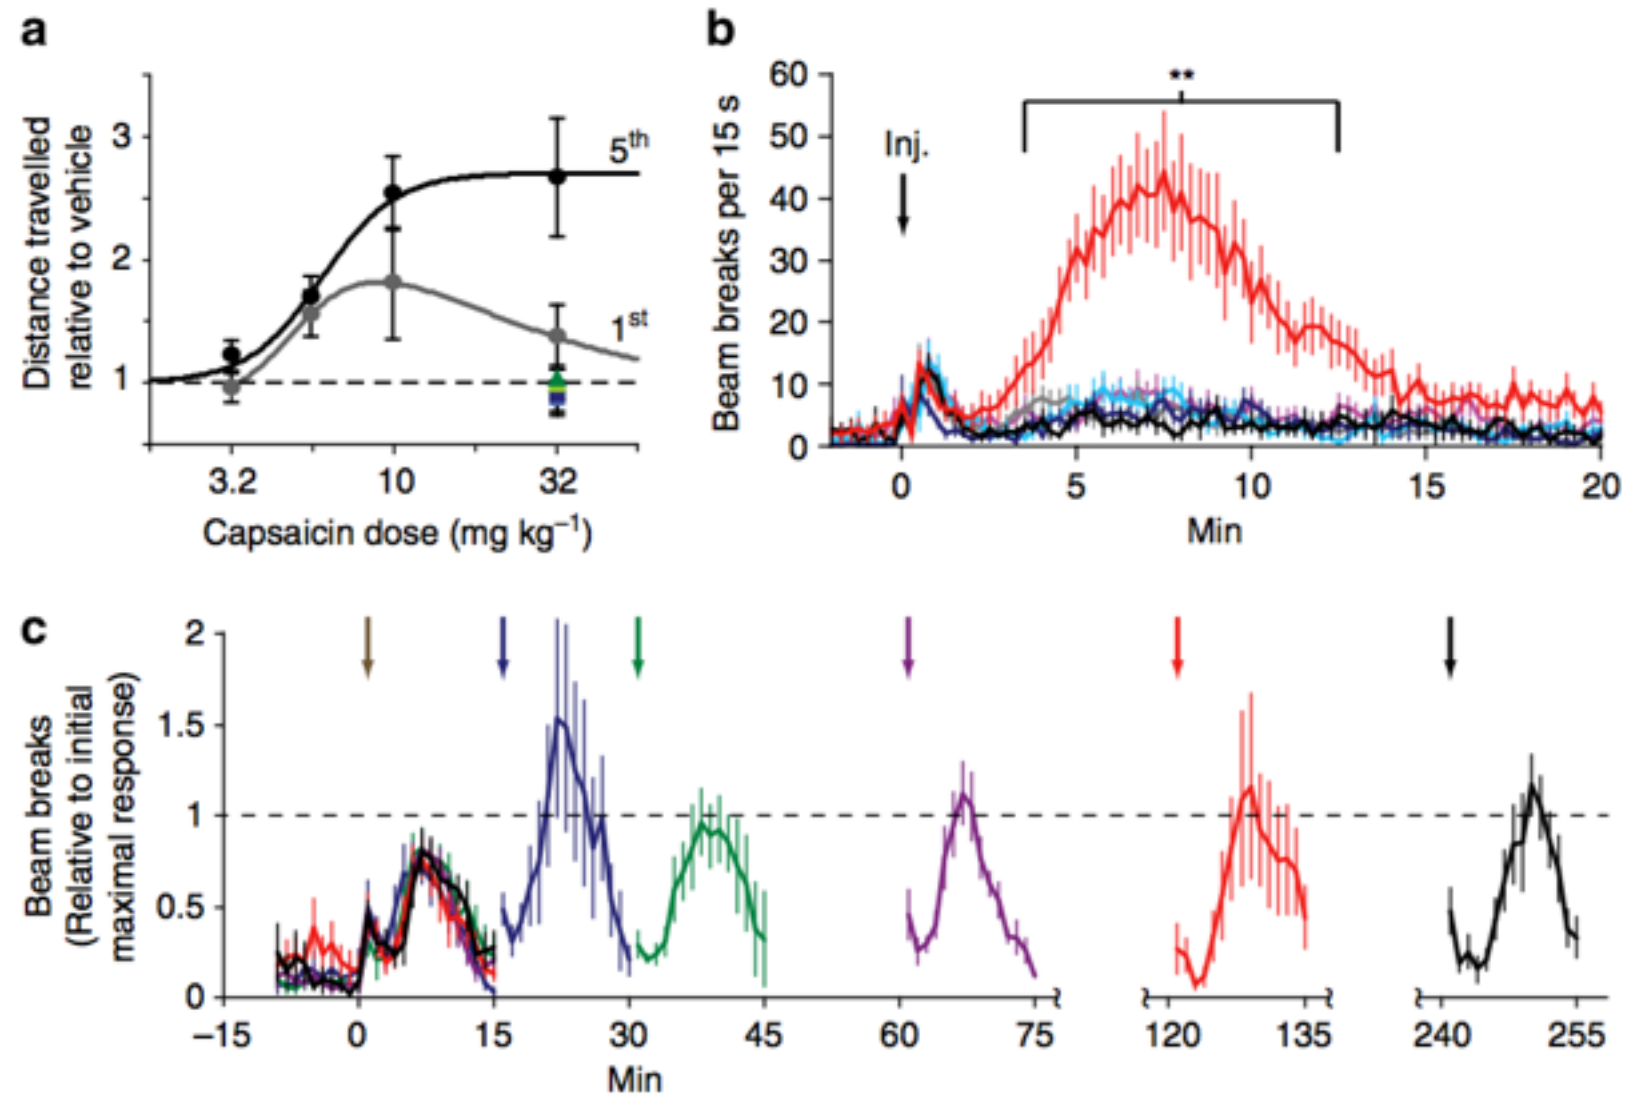 a
Distance travelled
relative to vehicle
3
2
1
5th
1st
3.2 10 32
Capsaicin dose (mg kg–1)
b
Beam breaks per 15 s
60
50
40
30
20
10
0
Inj.
**
0 5 10 15 20
Min
c
Beam breaks
(Relative to initial
maximal response)
2
1.5
1
0.5
0
–15 0 15 30 45 60 75 120 135 240 255
Min